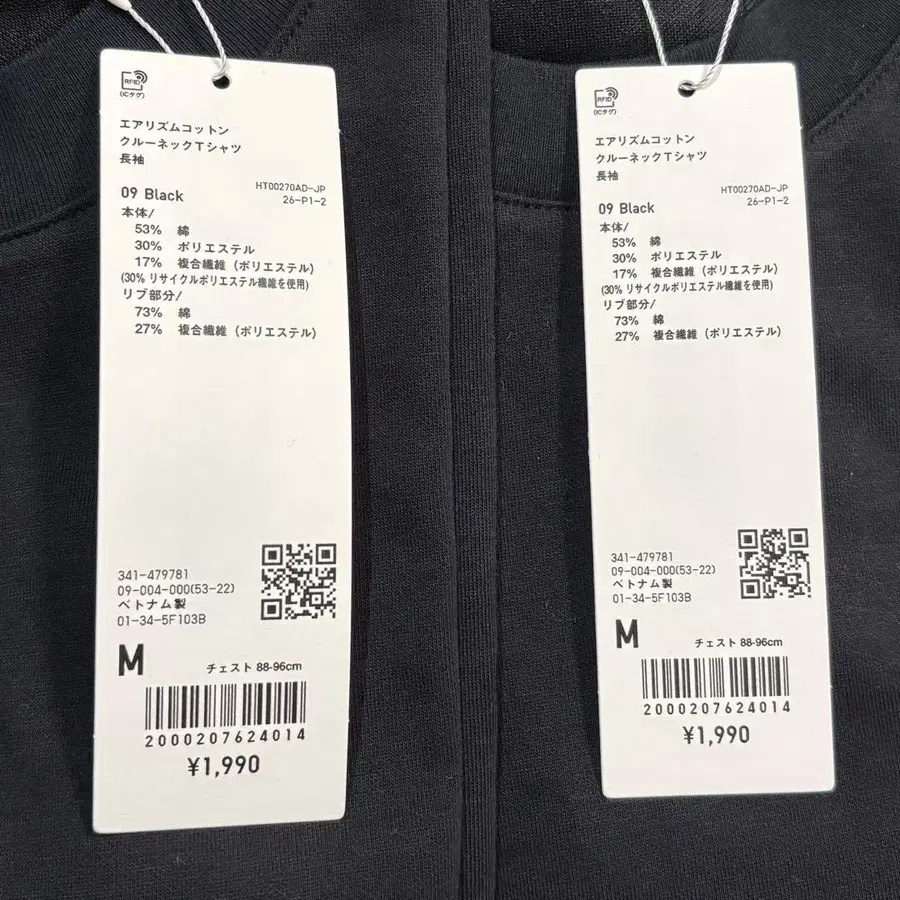 RFID
(ICタグ)
エアリズムコットン
クルーネックTシャツ
長袖
HT00270AD-JP
09 Black
26-P1-2
本体/
53% 綿
30% ポリエステル
17% 複合繊維 (ポリエステル)
(30% リサイクルポリエステル繊維を使用)
リブ部分/
73% 綿
27% 複合繊維 (ポリエステル)
341-479781
09-004-000(53-22)
ベトナム製
01-34-5F103B
M
チェスト 88-96cm
2000207624014
¥1,990
RFID
(ICタグ)
エアリズムコットン
クルーネックTシャツ
長袖
HT00270AD-JP
09 Black
26-P1-2
本体/
53% 綿
30% ポリエステル
17% 複合繊維 (ポリエステル)
(30% リサイクルポリエステル繊維を使用)
リブ部分/
73% 綿
27% 複合繊維 (ポリエステル)
341-479781
09-004-000(53-22)
ベトナム製
01-34-5F103B
M
チェスト 88-96cm
2000207624014
¥1,990